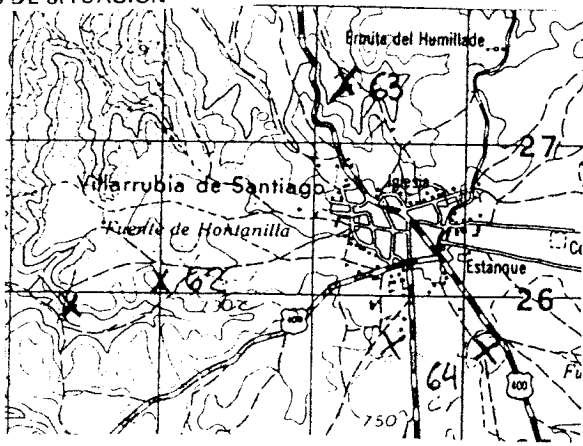 DE SITUACIÓN
Ermita del Humillade
63
27
Villarrubia de Santiago
Iglesia
Fuente de Hontanilla
62
Estanque
26
400
64
400
750